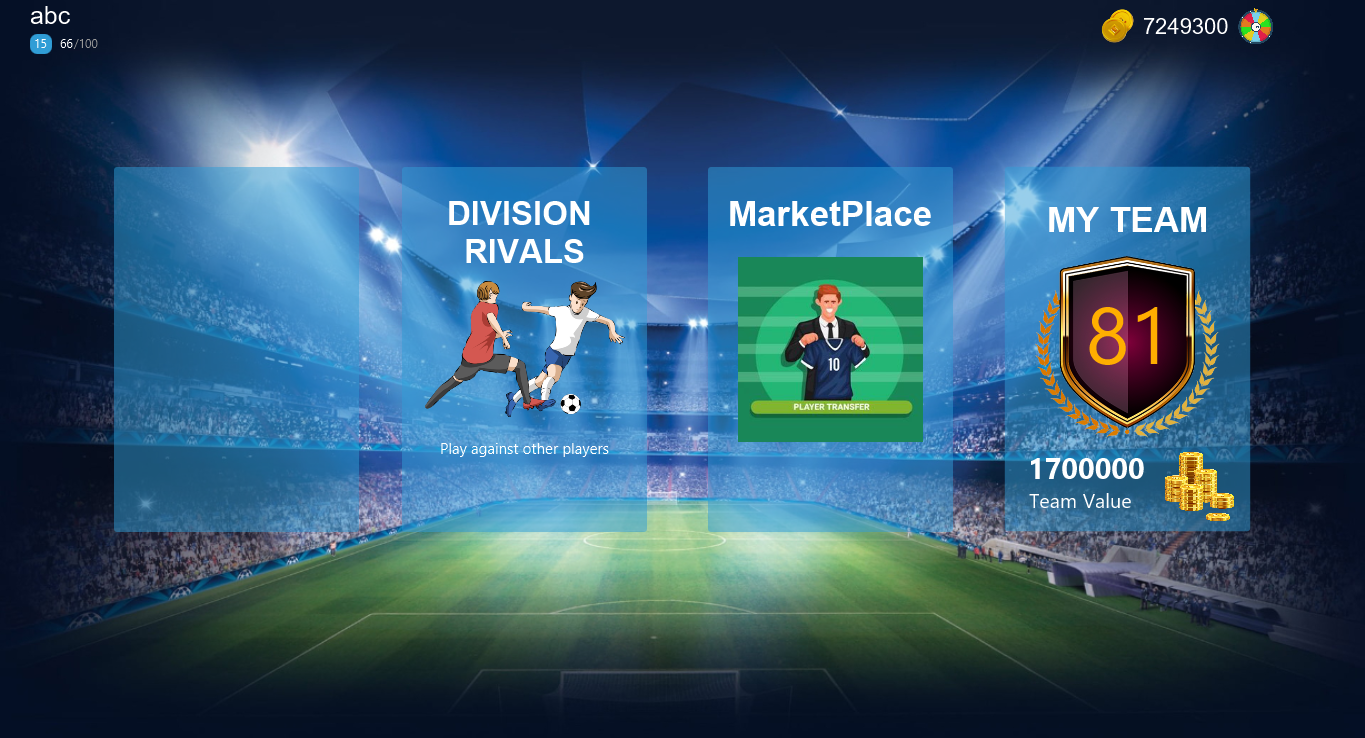 abc
15 66/100
7249300
DIVISION
RIVALS
Play against other players
MarketPlace
10
PLAYER TRANSFER
MY TEAM
81
1700000
Team Value